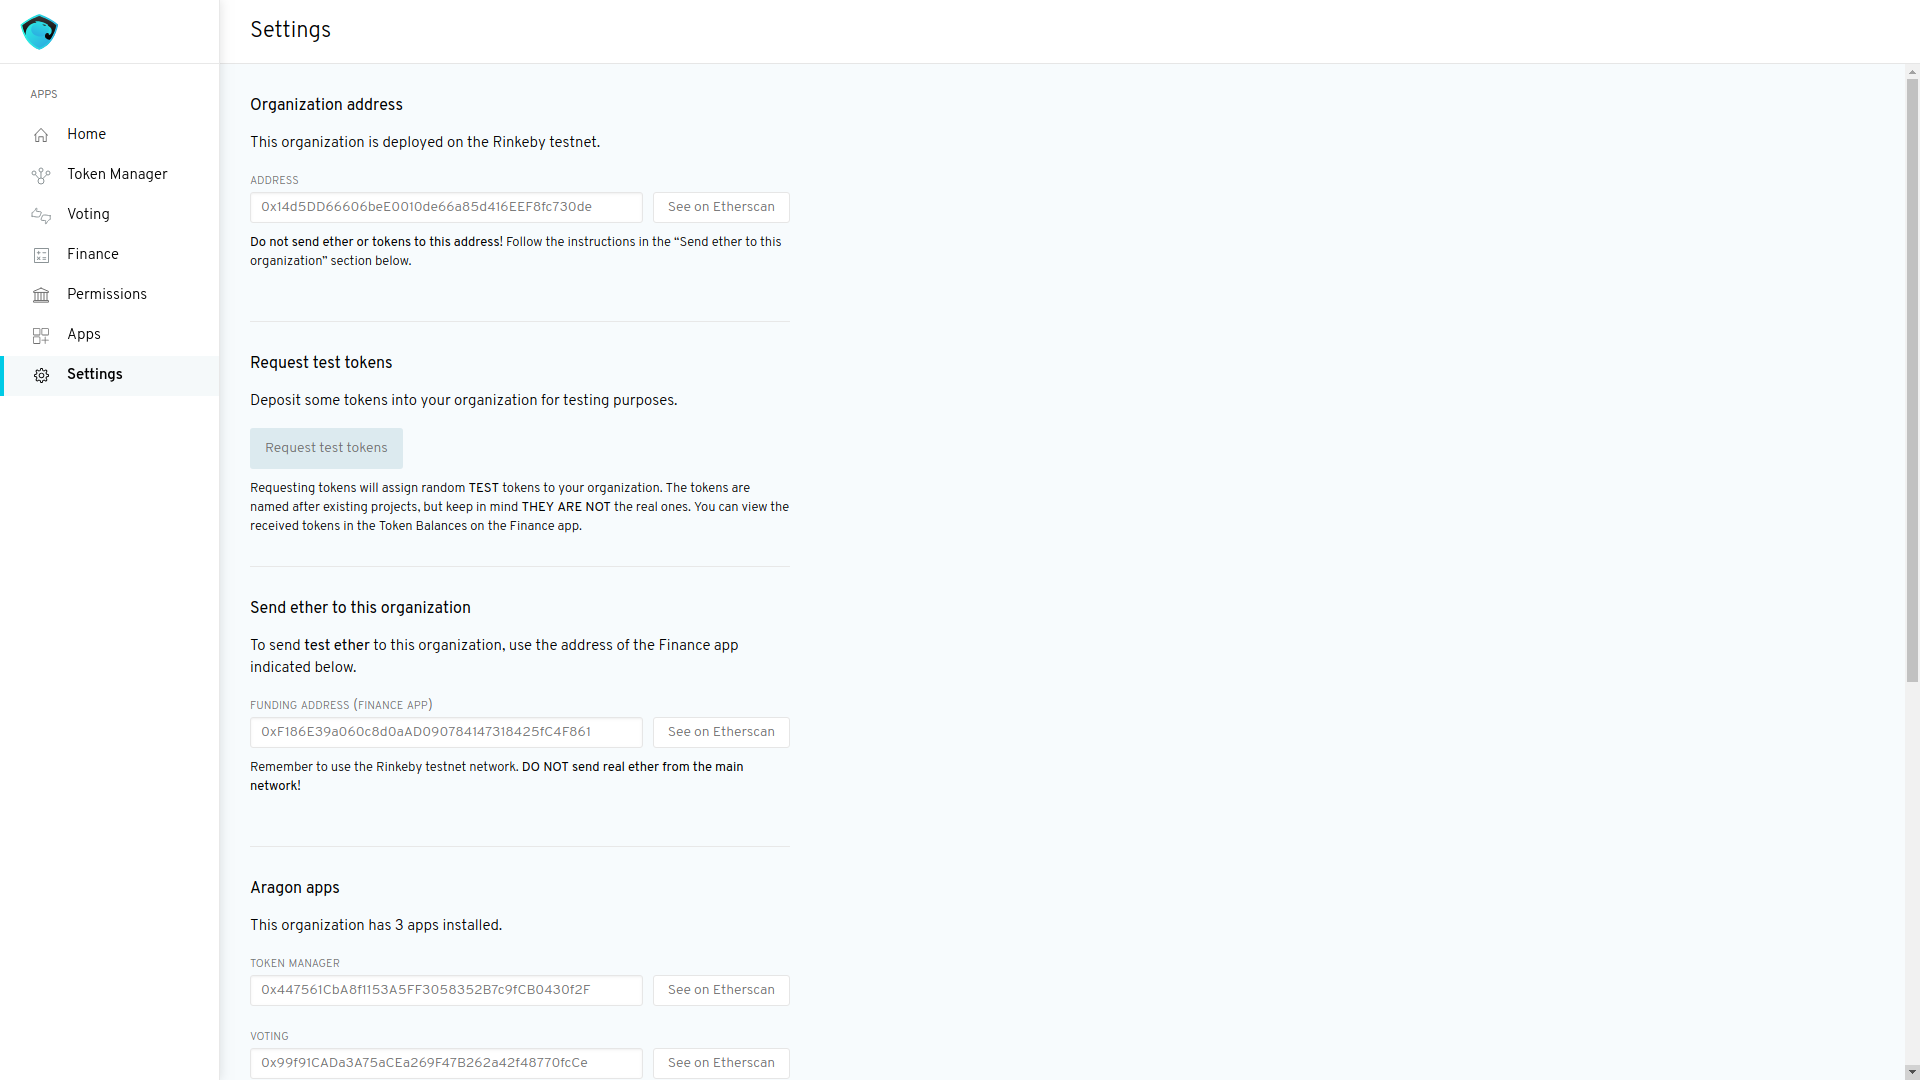 Settings
APPS
Home
Token Manager
Voting
Finance
Permissions
Apps
Settings
Organization address
This organization is deployed on the Rinkeby testnet.
ADDRESS
0x14d5DD66606beE0010de66a85d416EEF8fc730de
See on Etherscan
Do not send ether or tokens to this address! Follow the instructions in the “Send ether to this
organization” section below.
Request test tokens
Deposit some tokens into your organization for testing purposes.
Request test tokens
Requesting tokens will assign random TEST tokens to your organization. The tokens are
named after existing projects, but keep in mind THEY ARE NOT the real ones. You can view the
received tokens in the Token Balances on the Finance app.
Send ether to this organization
To send test ether to this organization, use the address of the Finance app
indicated below.
FUNDING ADDRESS (FINANCE APP)
0xF186E39a060c8d0aAD090784147318425fC4F861
See on Etherscan
Remember to use the Rinkeby testnet network. DO NOT send real ether from the main
network!
Aragon apps
This organization has 3 apps installed.
TOKEN MANAGER
0x447561CbA8f1153A5FF3058352B7c9fCB0430f2F
See on Etherscan
VOTING
0x99f91CADa3A75aCEa269F47B262a42f48770fcCe
See on Etherscan